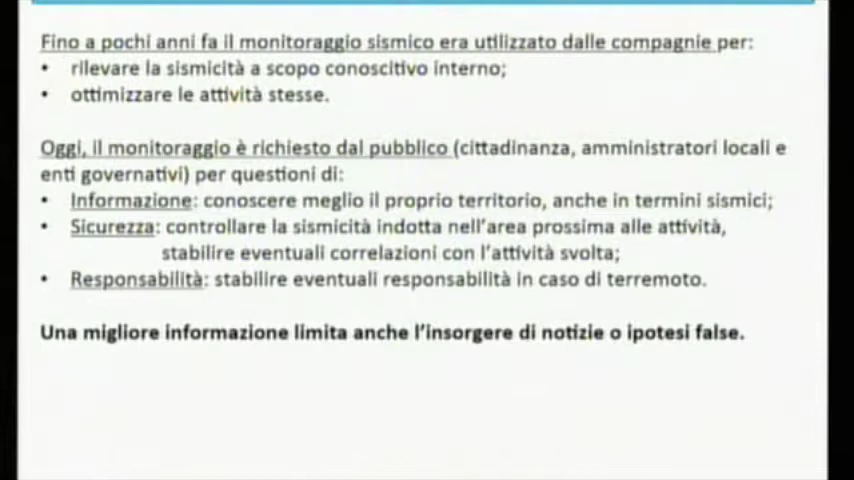 Fino a pochi anni fa il monitoraggio sismico era utilizzato dalle compagnie per:
• rilevare la sismicità a scopo conoscitivo interno;
• ottimizzare le attività stesse.
Oggi, il monitoraggio è richiesto dal pubblico (cittadinanza, amministratori locali e
enti governativi) per questioni di:
• Informazione: conoscere meglio il proprio territorio, anche in termini sismici;
• Sicurezza: controllare la sismicità indotta nell'area prossima alle attività,
stabilire eventuali correlazioni con l'attività svolta;
• Responsabilità: stabilire eventuali responsabilità in caso di terremoto.
Una migliore informazione limita anche l'insorgere di notizie o ipotesi false.